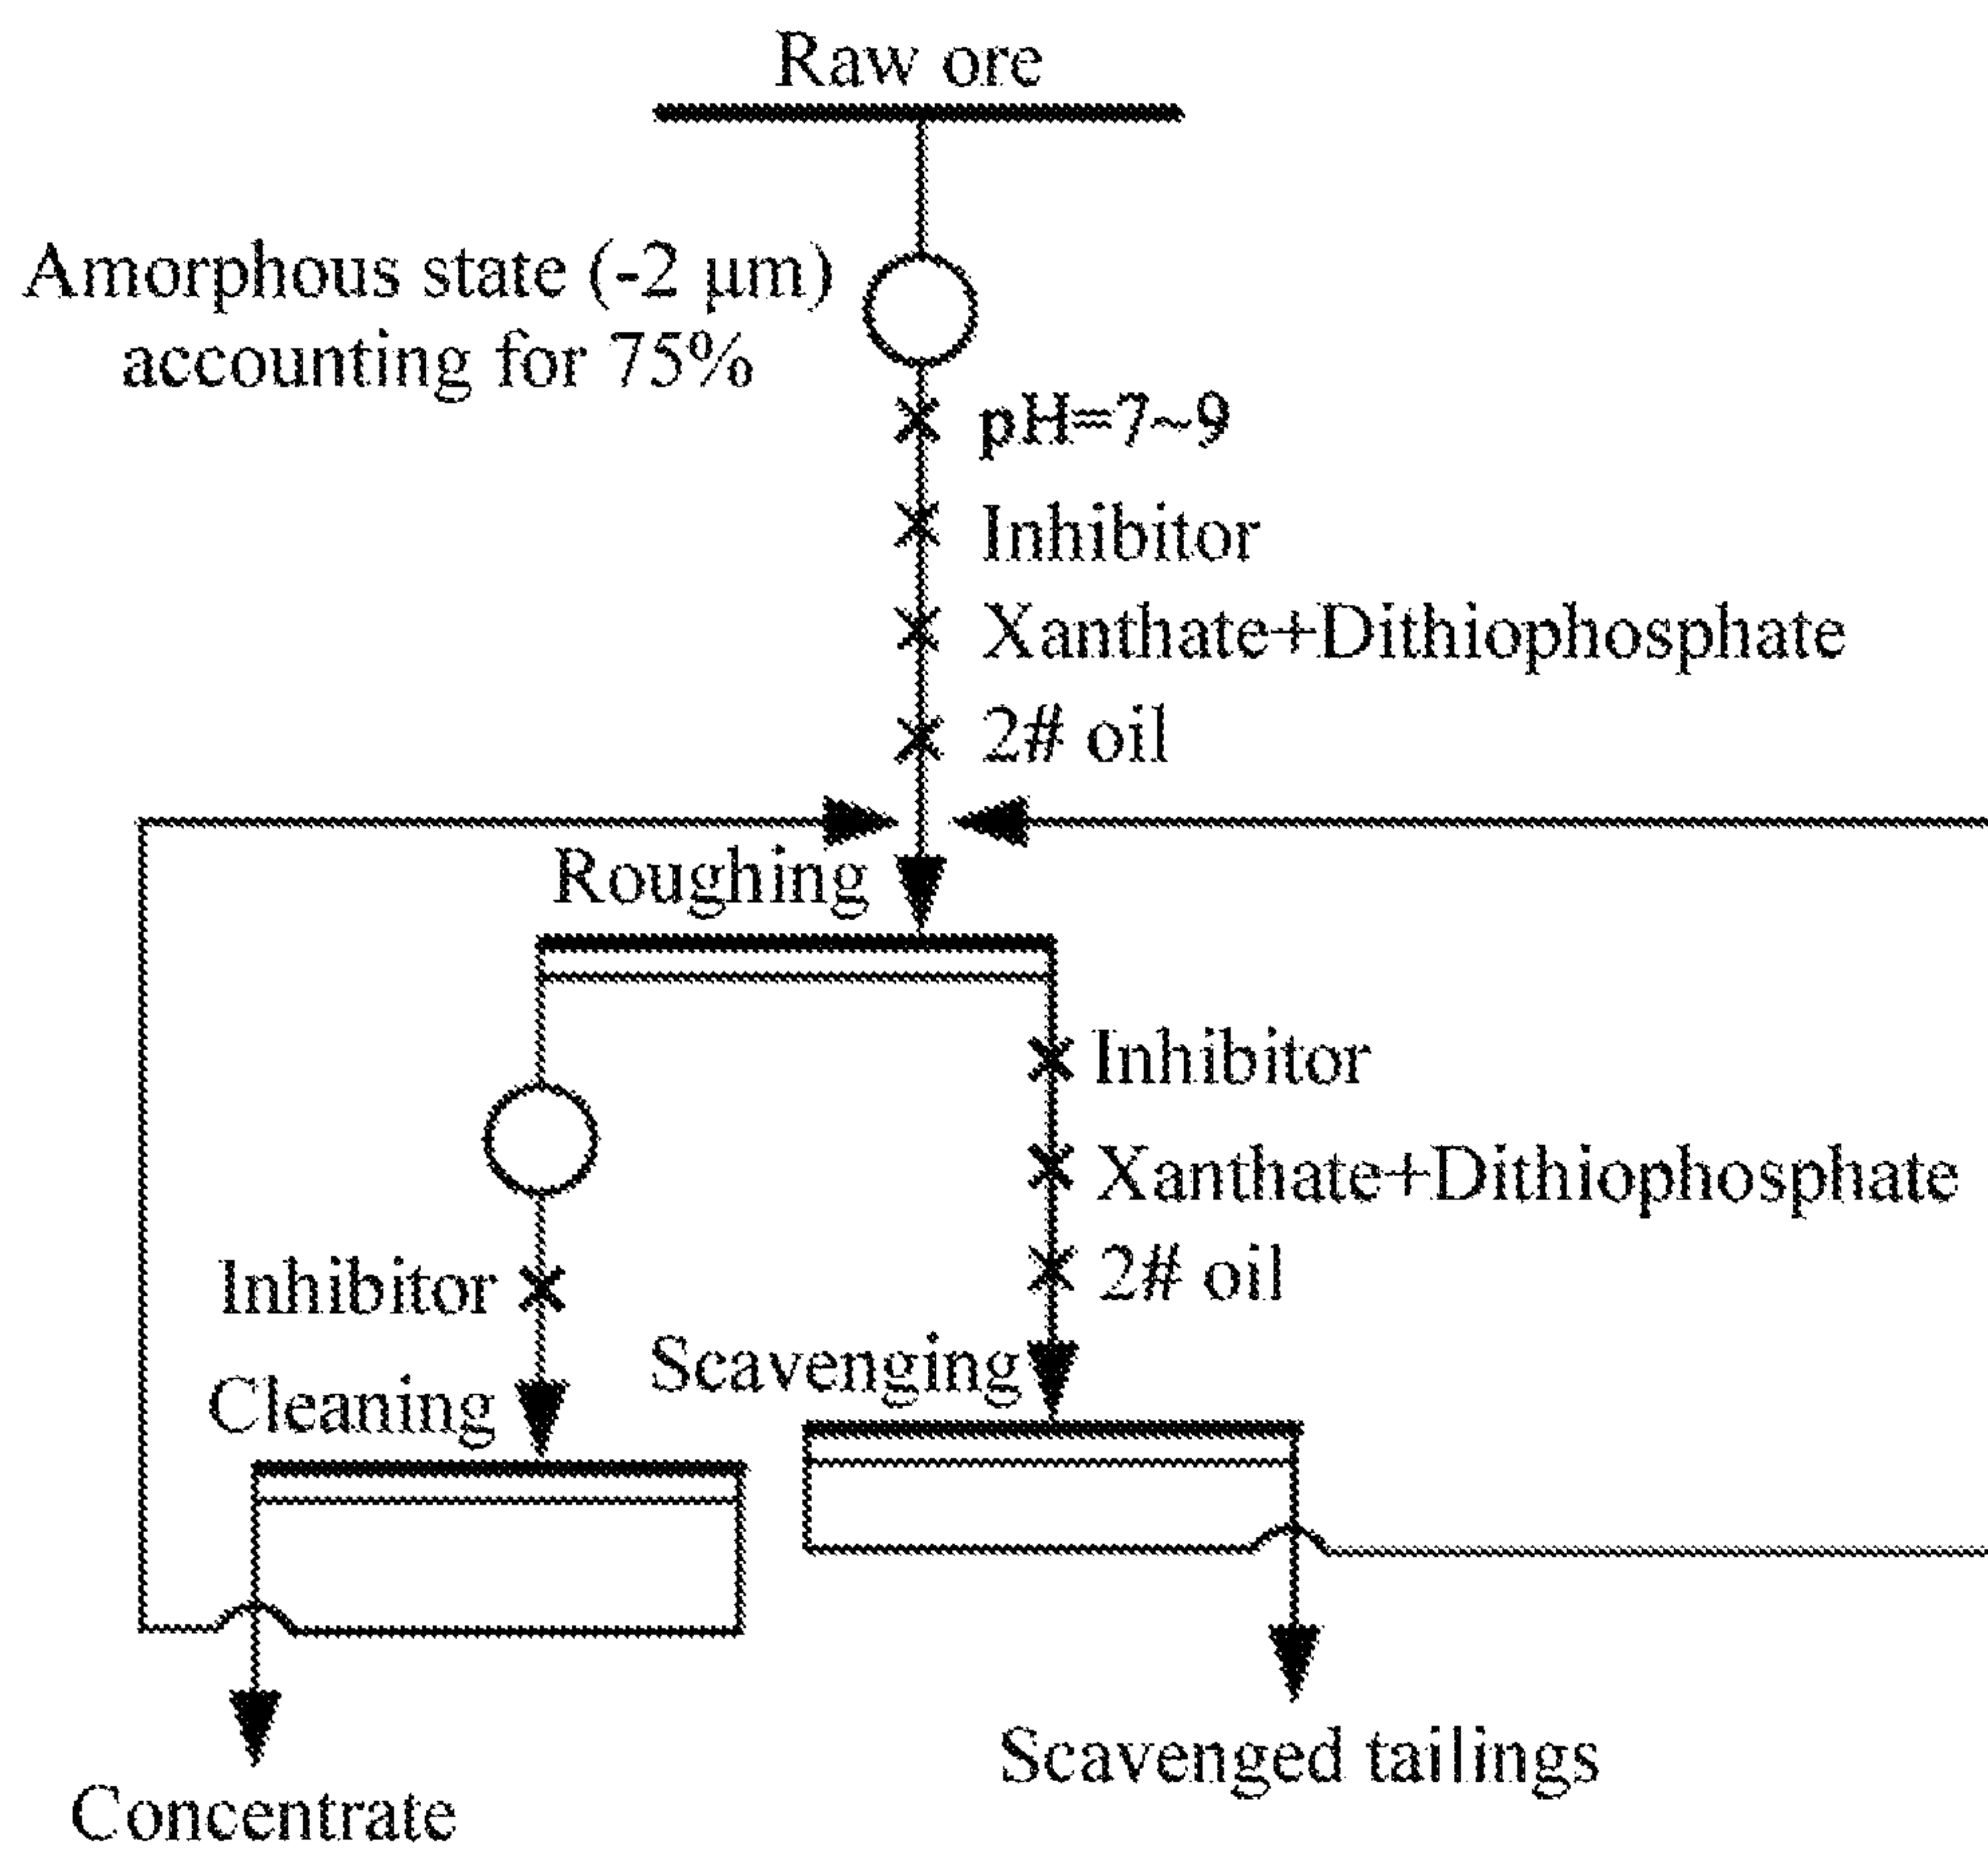 Raw ore
Amorphous state (-2 μm)
accounting for 75%
pH=7~9
Inhibitor
Xanthate+Dithiophosphate
2# oil
Roughing
Inhibitor
Xanthate+Dithiophosphate
2# oil
Inhibitor
Scavenging
Cleaning
Scavenged tailings
Concentrate